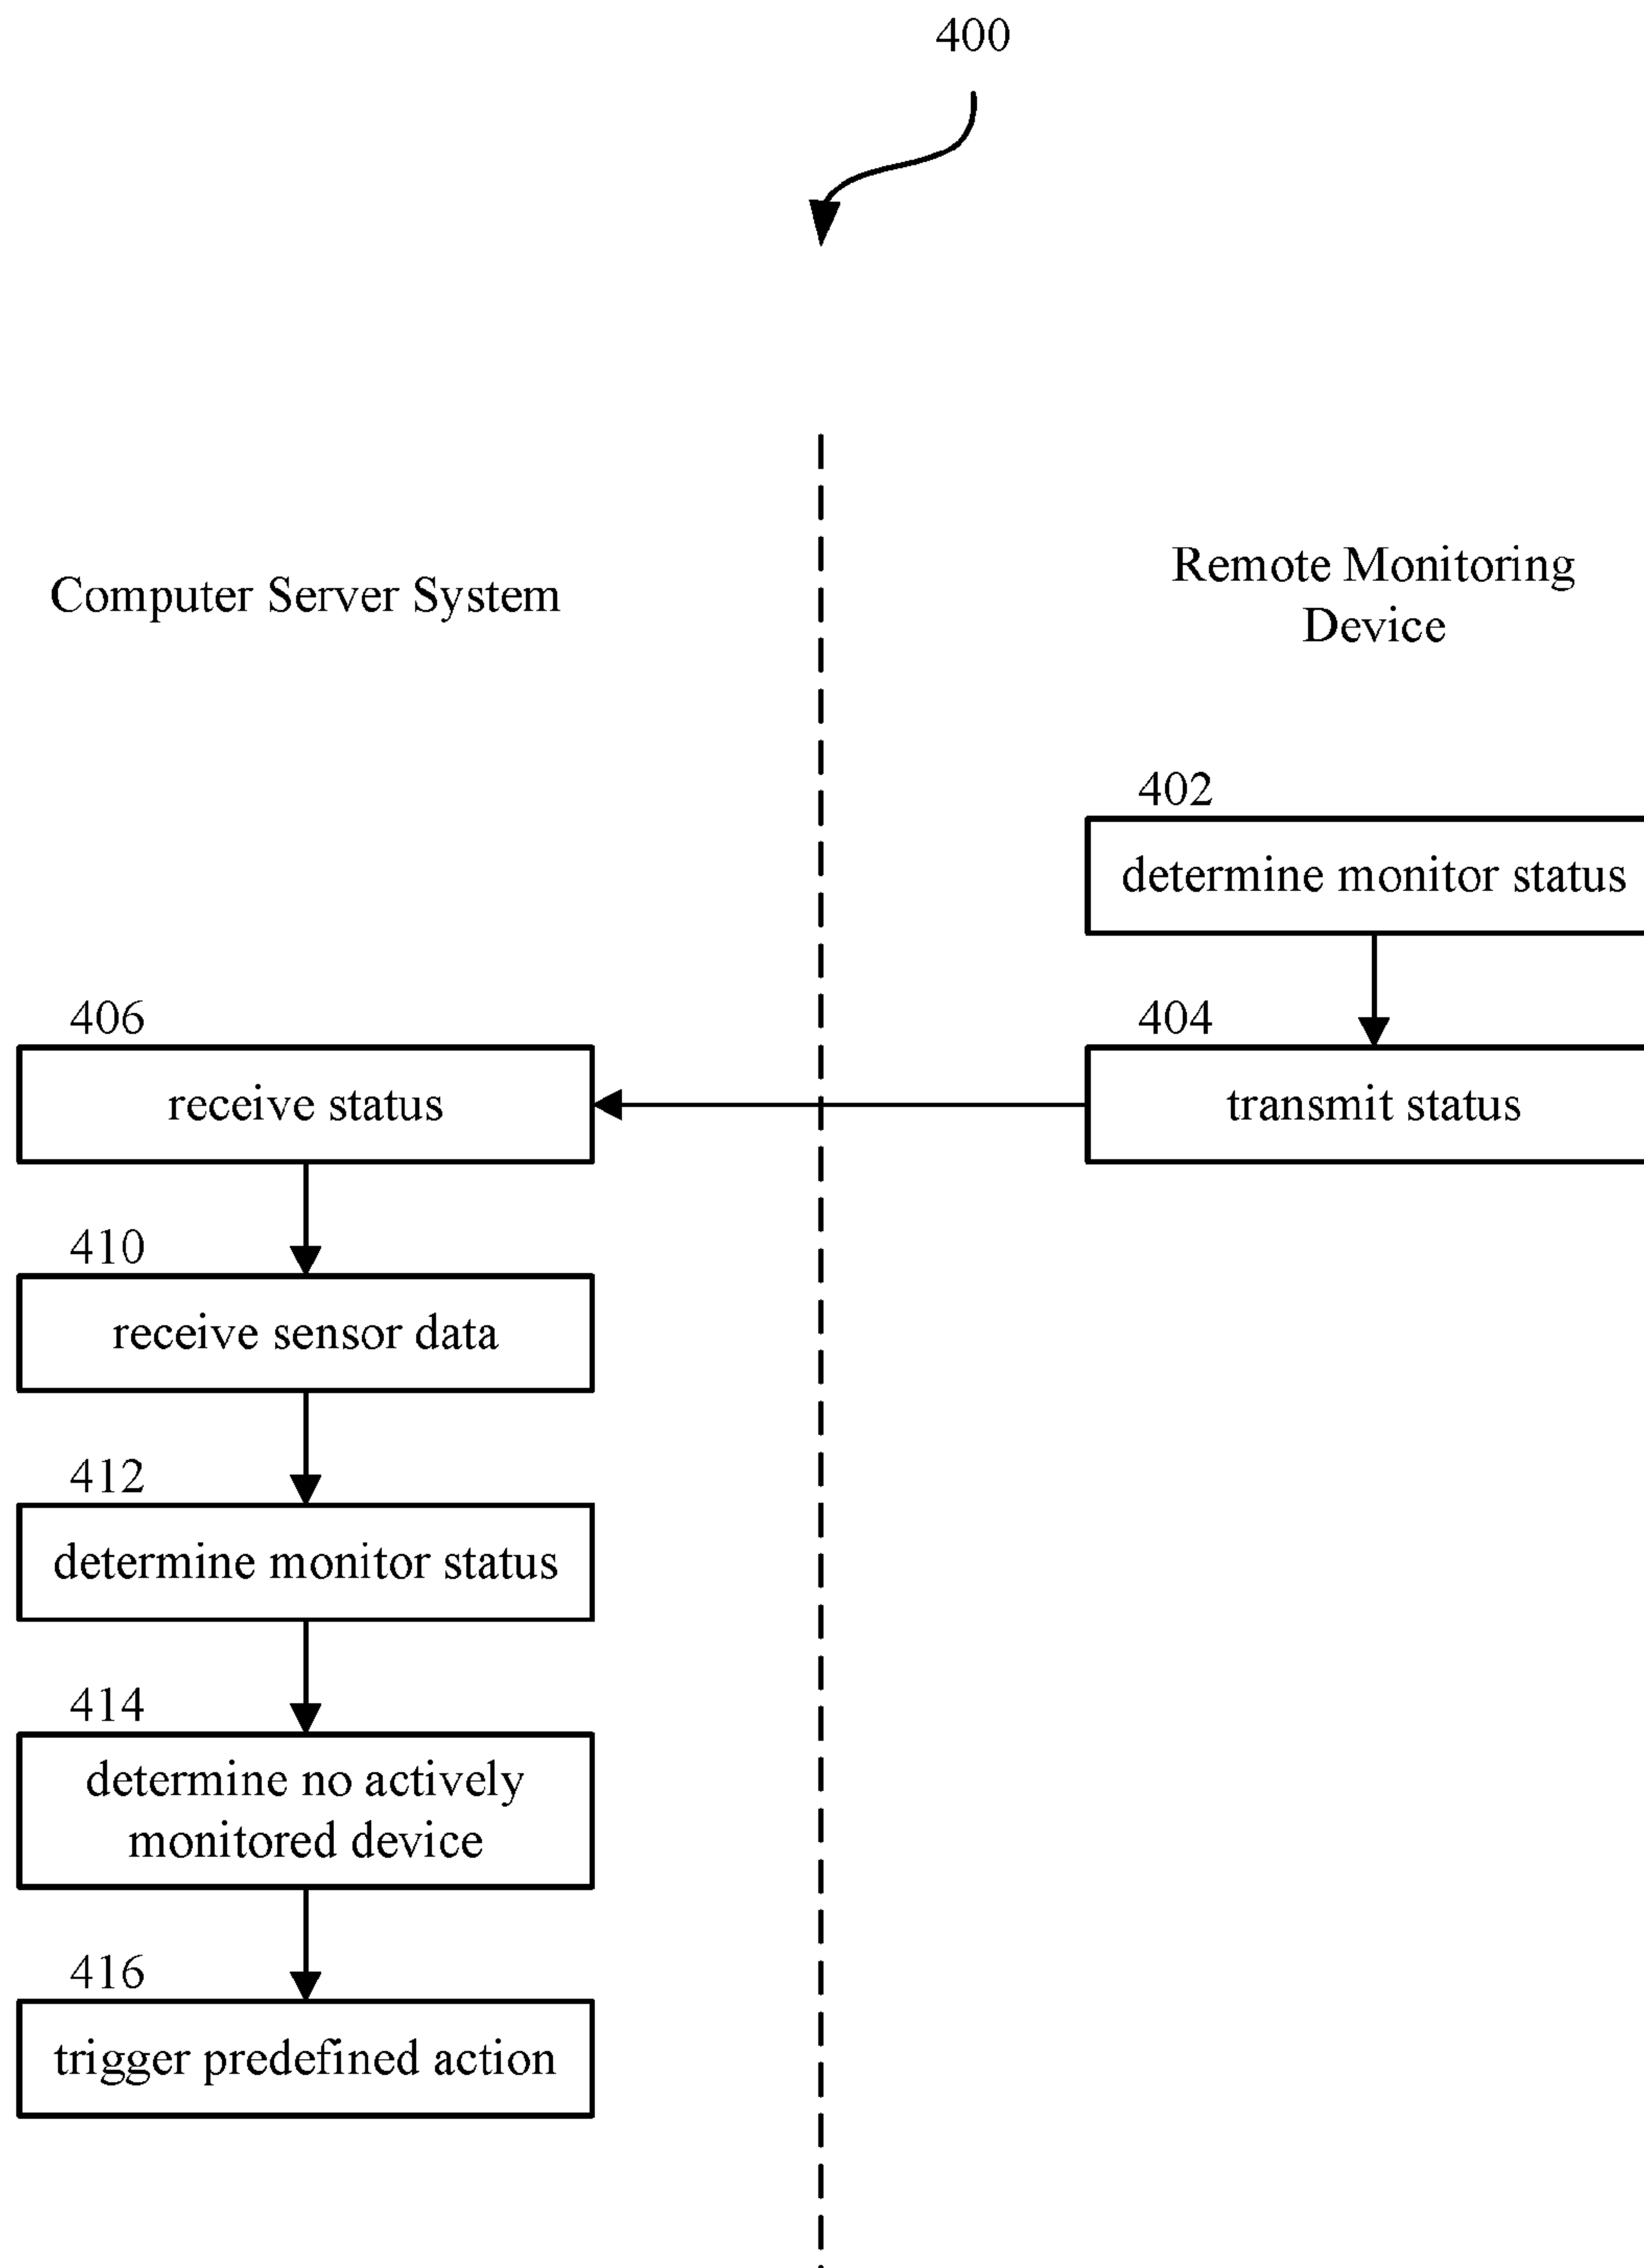 400
Computer Server System
Remote Monitoring
Device
402
determine monitor status
404
transmit status
406
receive status
410
receive sensor data
412
determine monitor status
414
determine no actively
monitored device
416
trigger predefined action